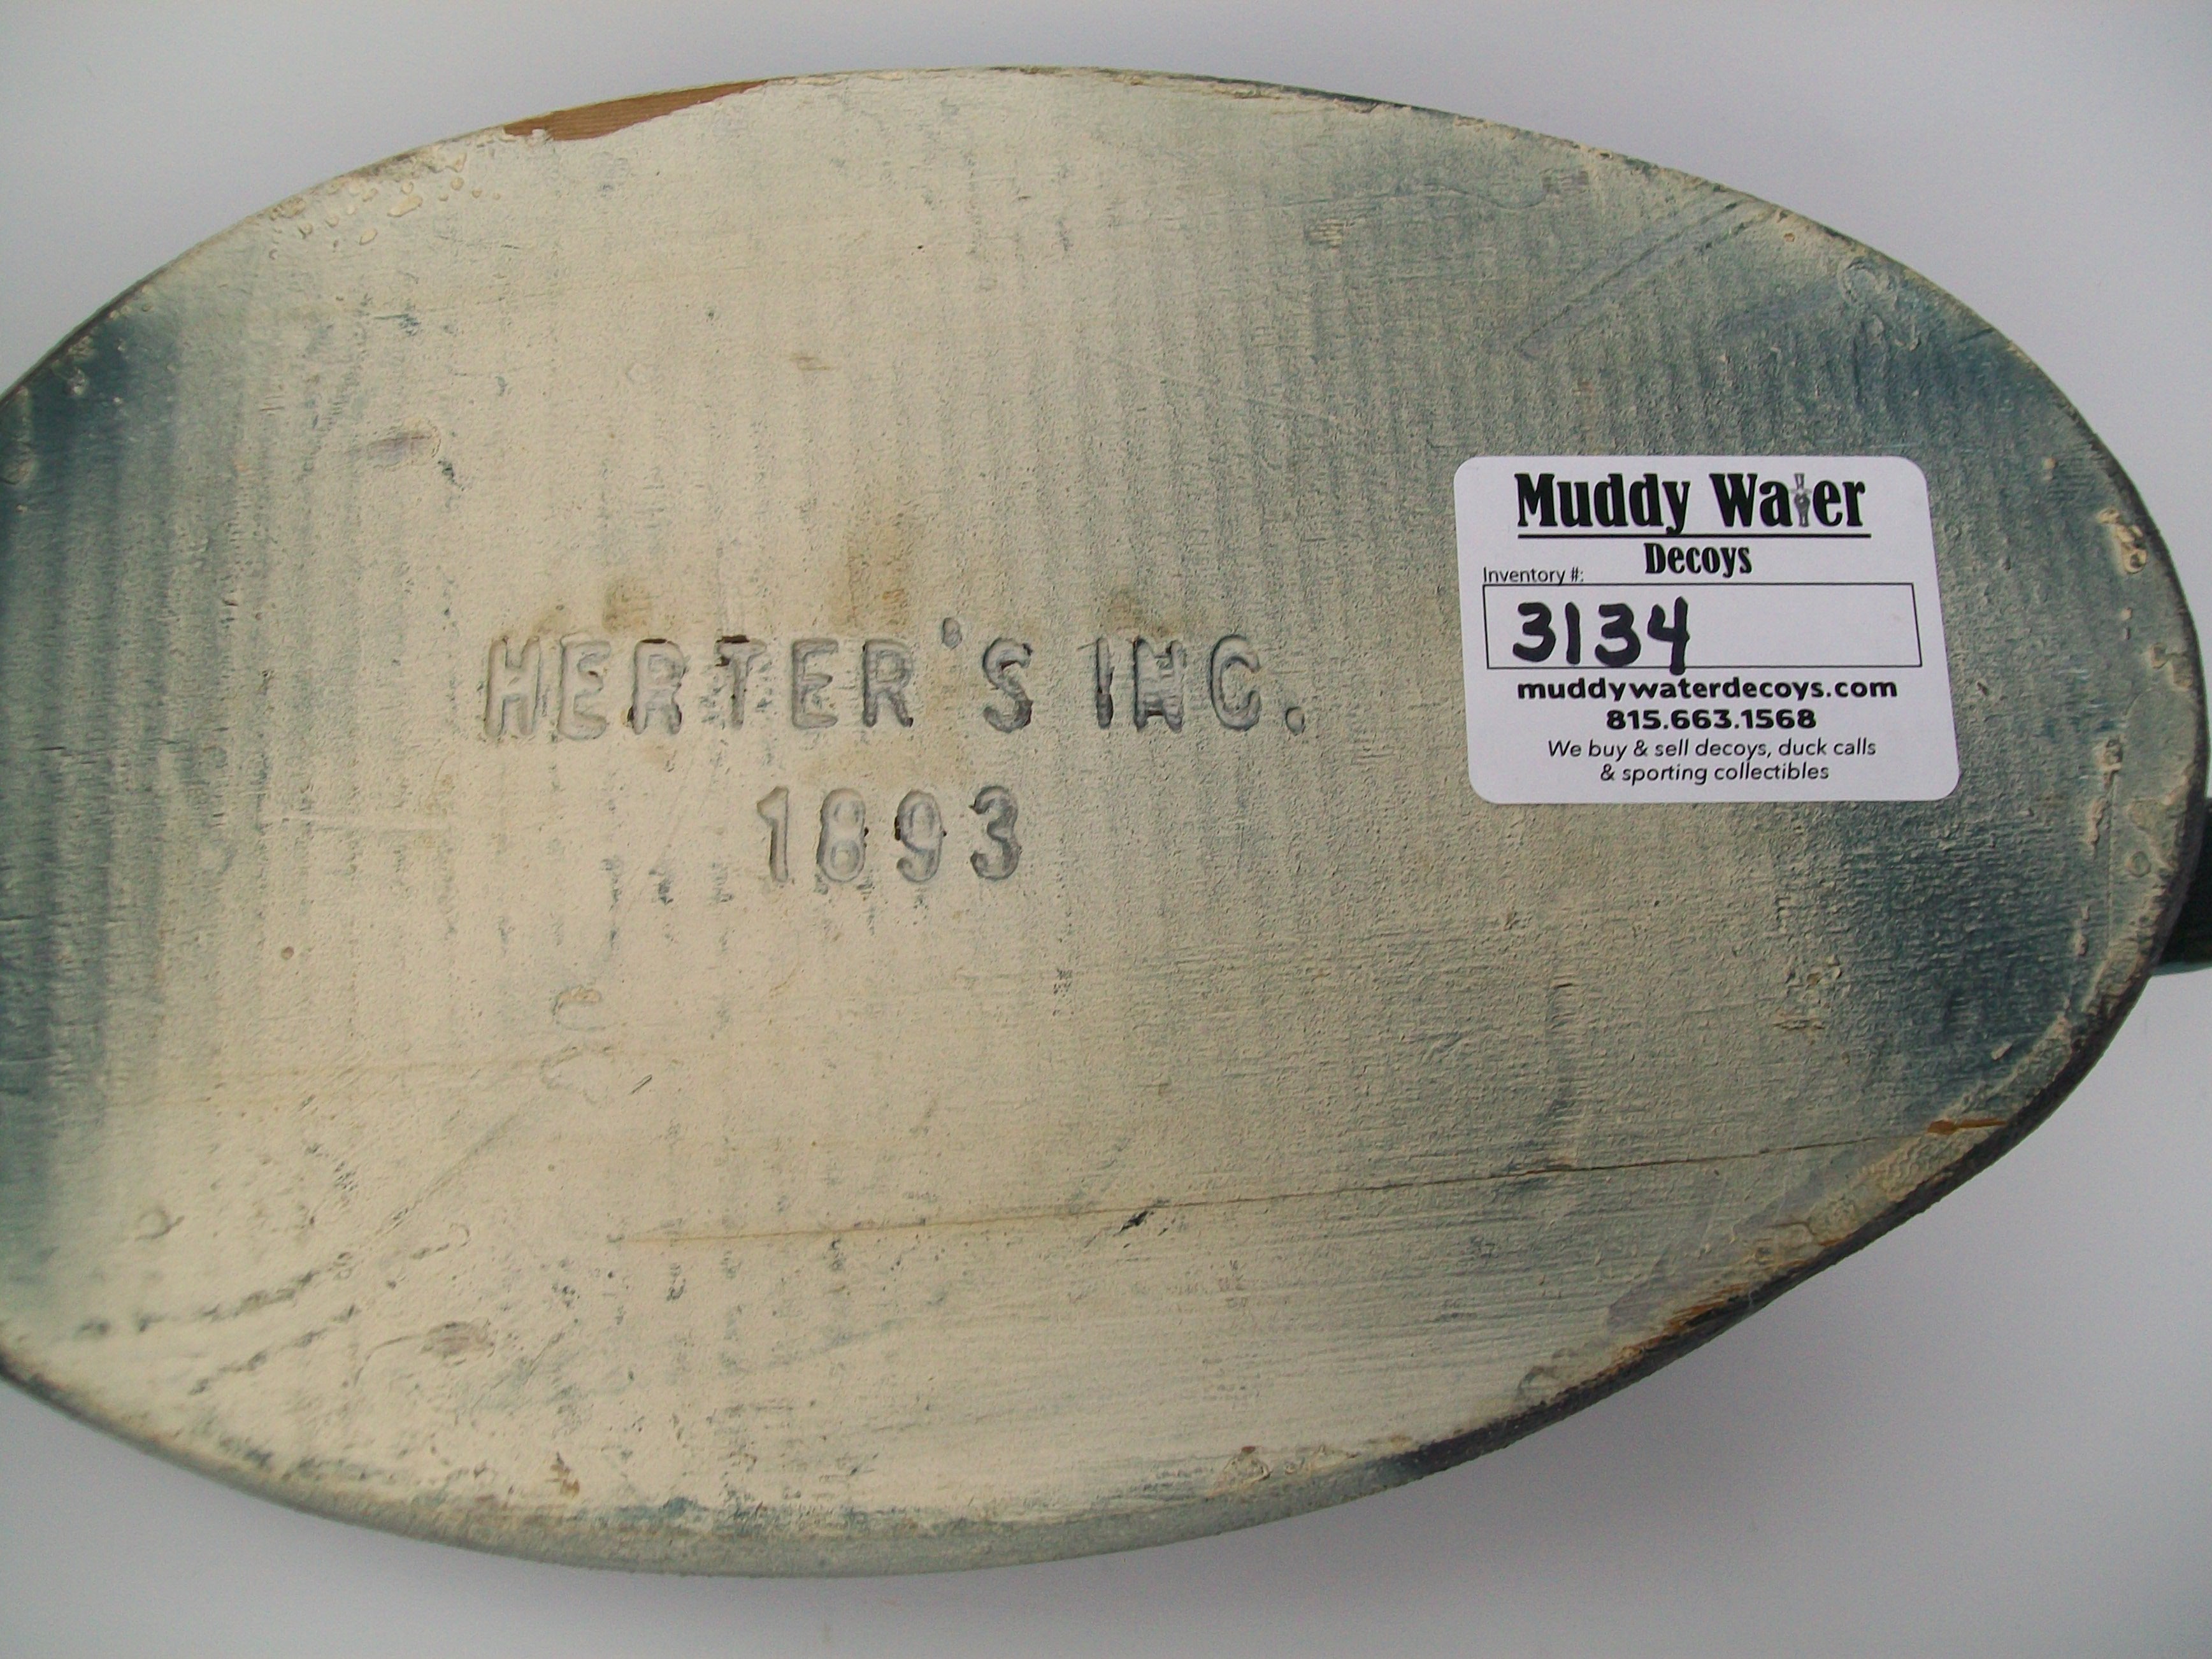 HERTER'S INC.
1893
Muddy Water
Decoys
Inventory #:
3134
muddywaterdecoys.com
815.663.1568
We buy & sell decoys, duck calls
& sporting collectibles